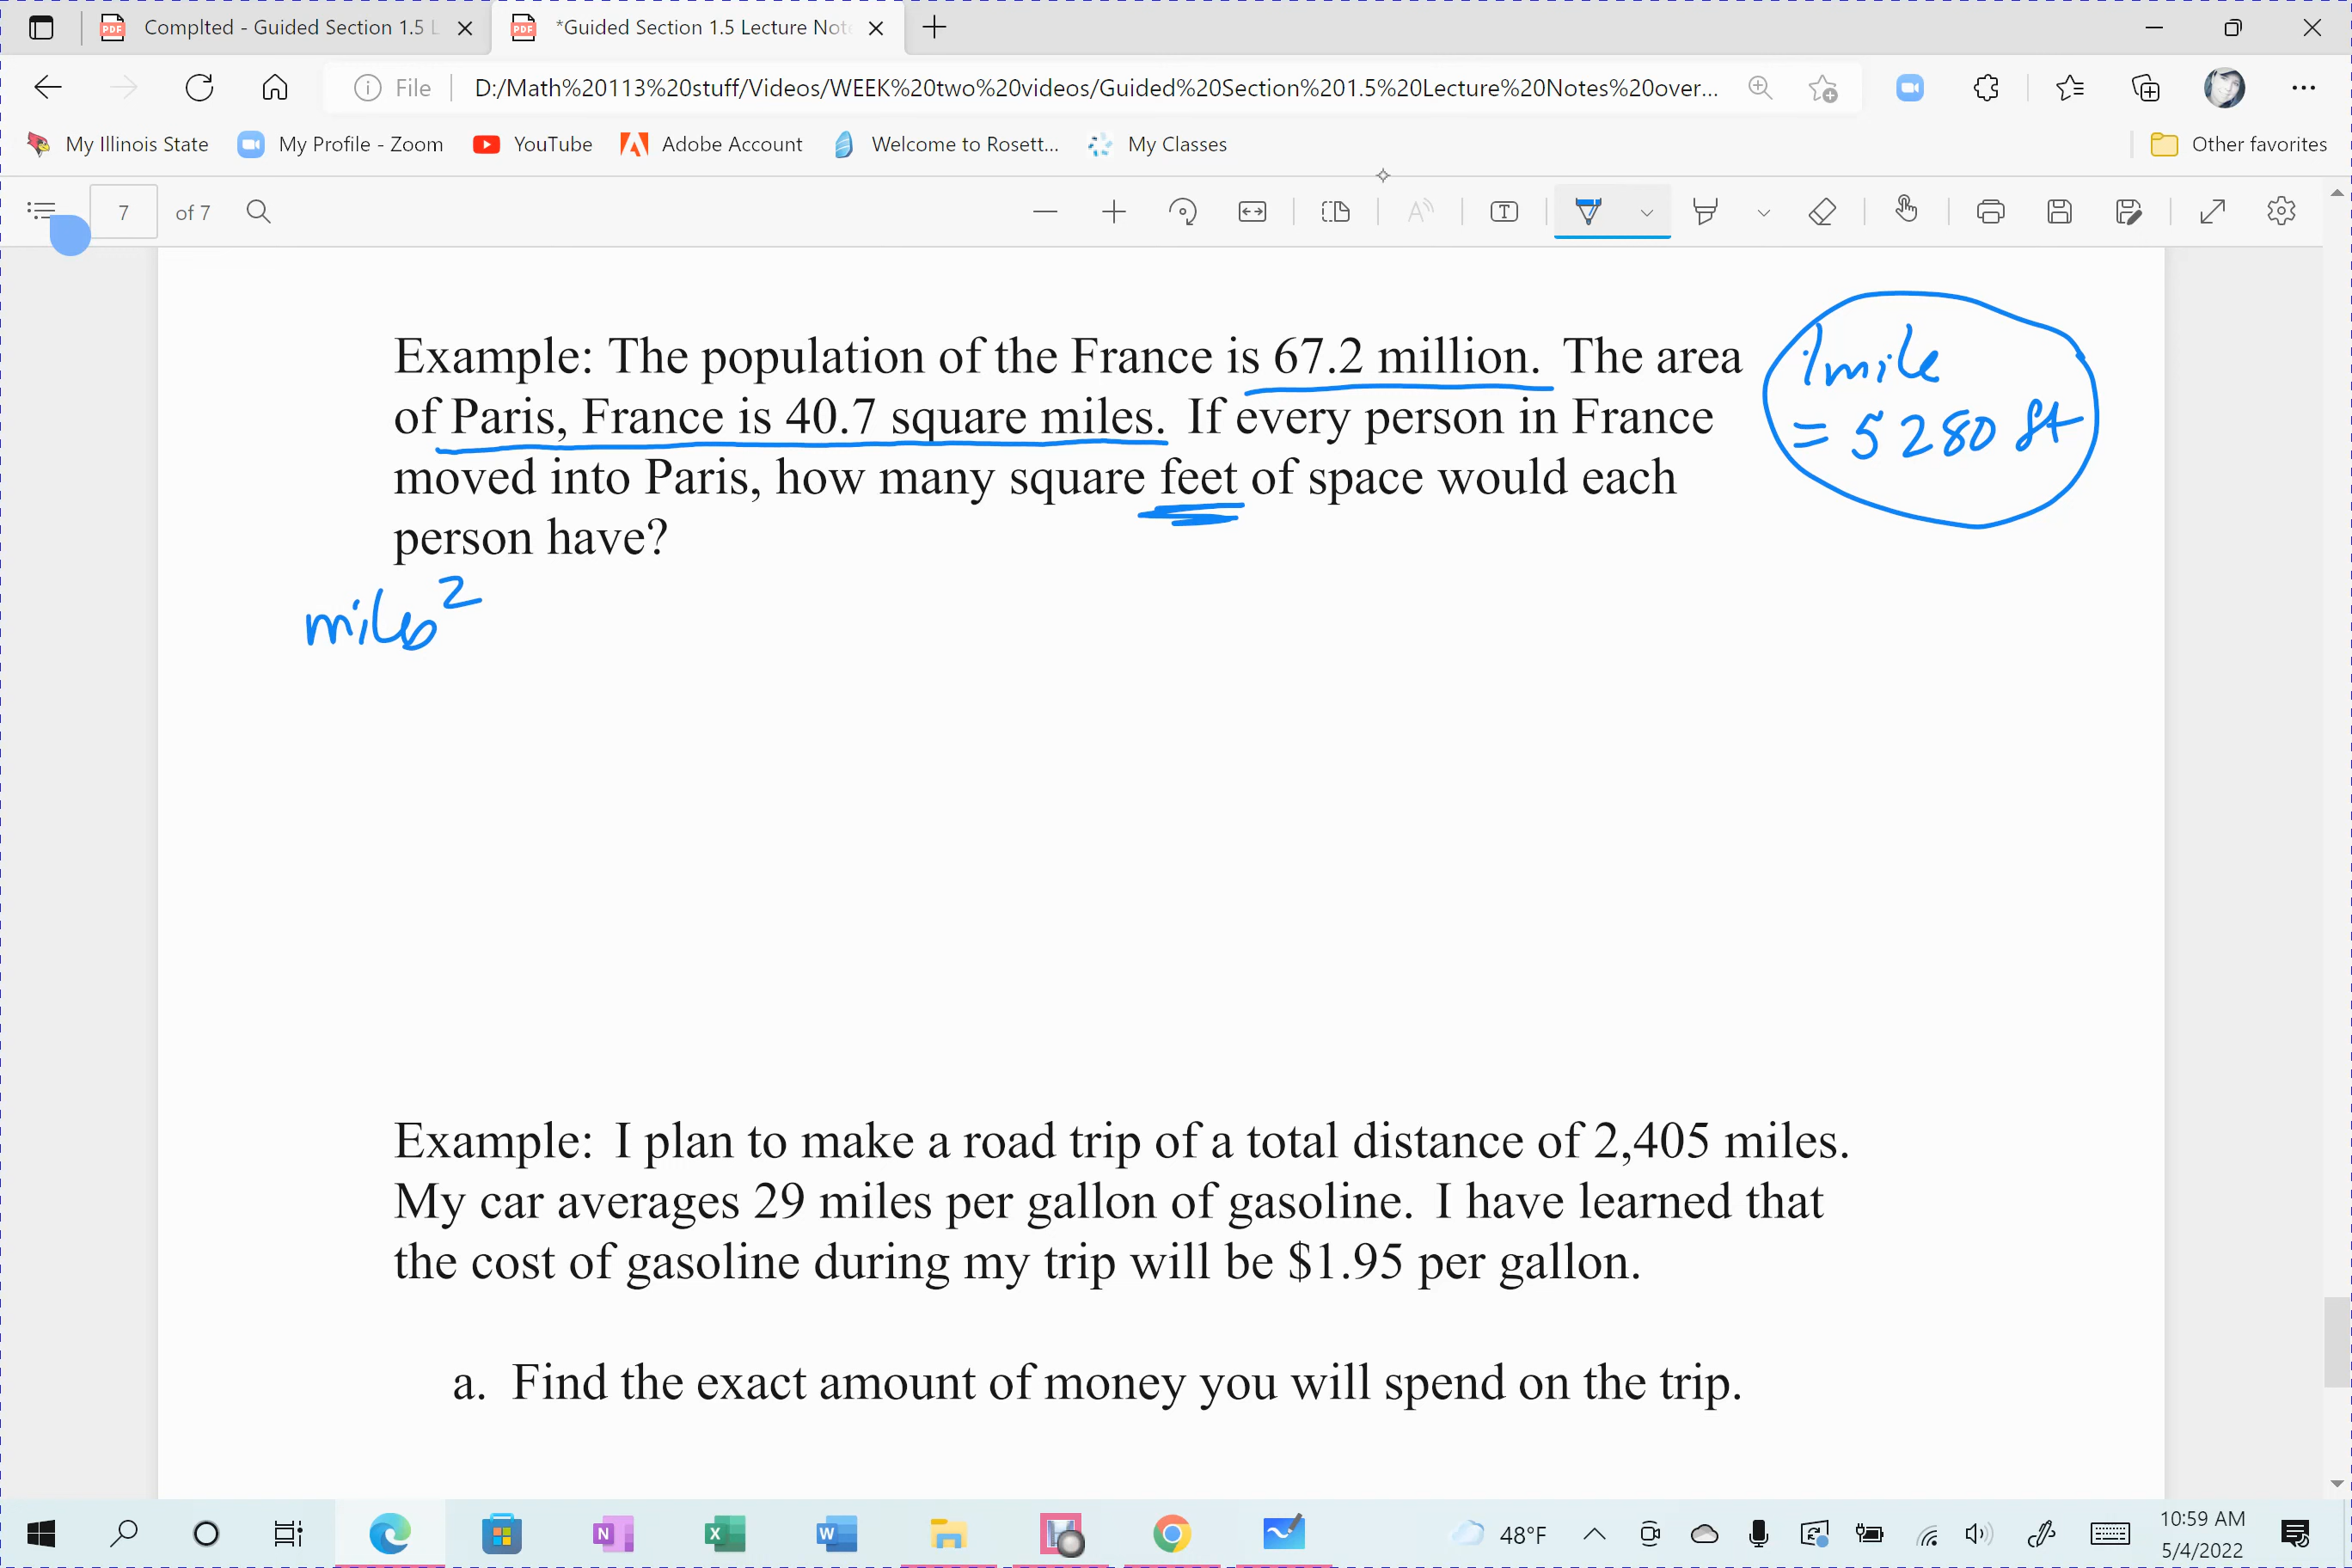 Complted - Guided Section 1.5 L
*Guided Section 1.5 Lecture Not
File
D:/Math%20113%20stuff/Videos/WEEK%20two%20videos/Guided%20Section%201.5%20Lecture%20Notes%20over...
My Illinois State
My Profile - Zoom
YouTube
Adobe Account
Welcome to Rosett...
My Classes
Other favorites
7 of 7
Example: The population of the France is 67.2 million. The area
of Paris, France is 40.7 square miles. If every person in France
moved into Paris, how many square feet of space would each
person have?
1 mile
= 5280 ft
miles²
Example: I plan to make a road trip of a total distance of 2,405 miles.
My car averages 29 miles per gallon of gasoline. I have learned that
the cost of gasoline during my trip will be $1.95 per gallon.
a. Find the exact amount of money you will spend on the trip.
48°F
10:59 AM
5/4/2022